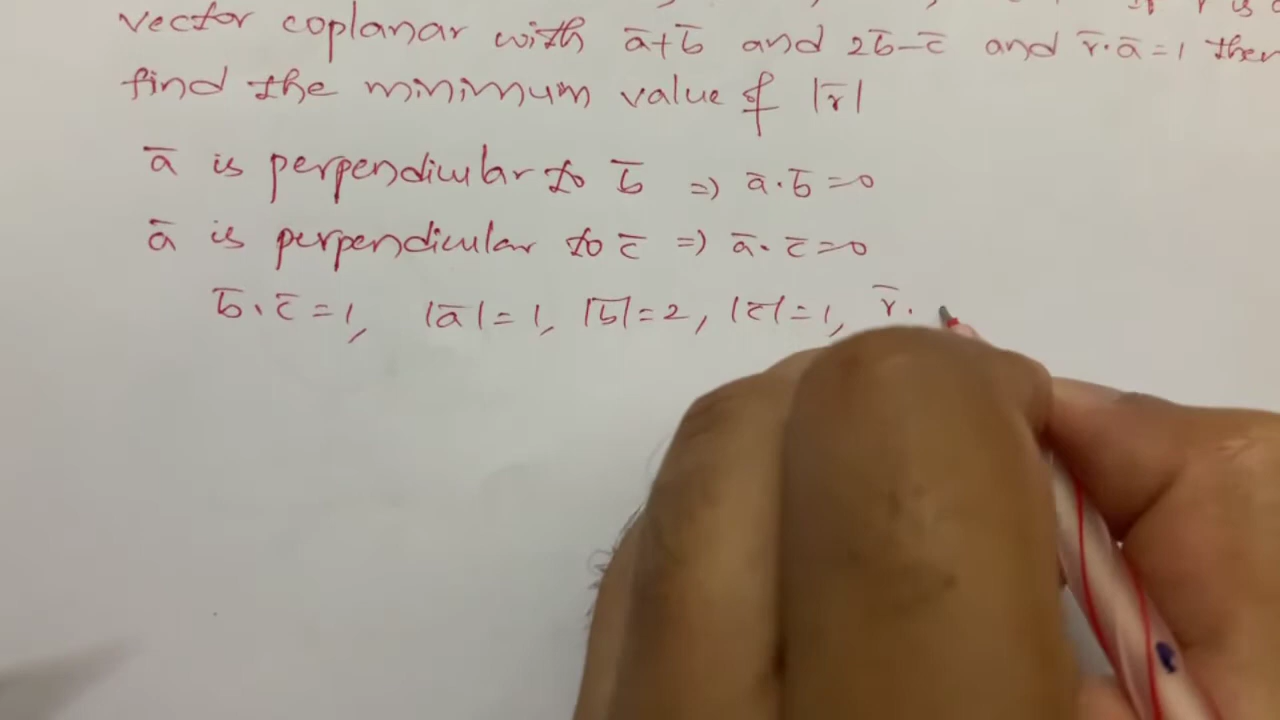 vector coplanar with a̅+b̅ and 2b̅-c̅ and r̅·a̅=1 then
find the minimum value of |r̅|
a̅ is perpendicular to b̅ => a̅·b̅=0
a̅ is perpendicular to c̅ => a̅·c̅=0
b̅·c̅=1, |a̅|=1, |b̅|=2, |c̅|=1, r̅.